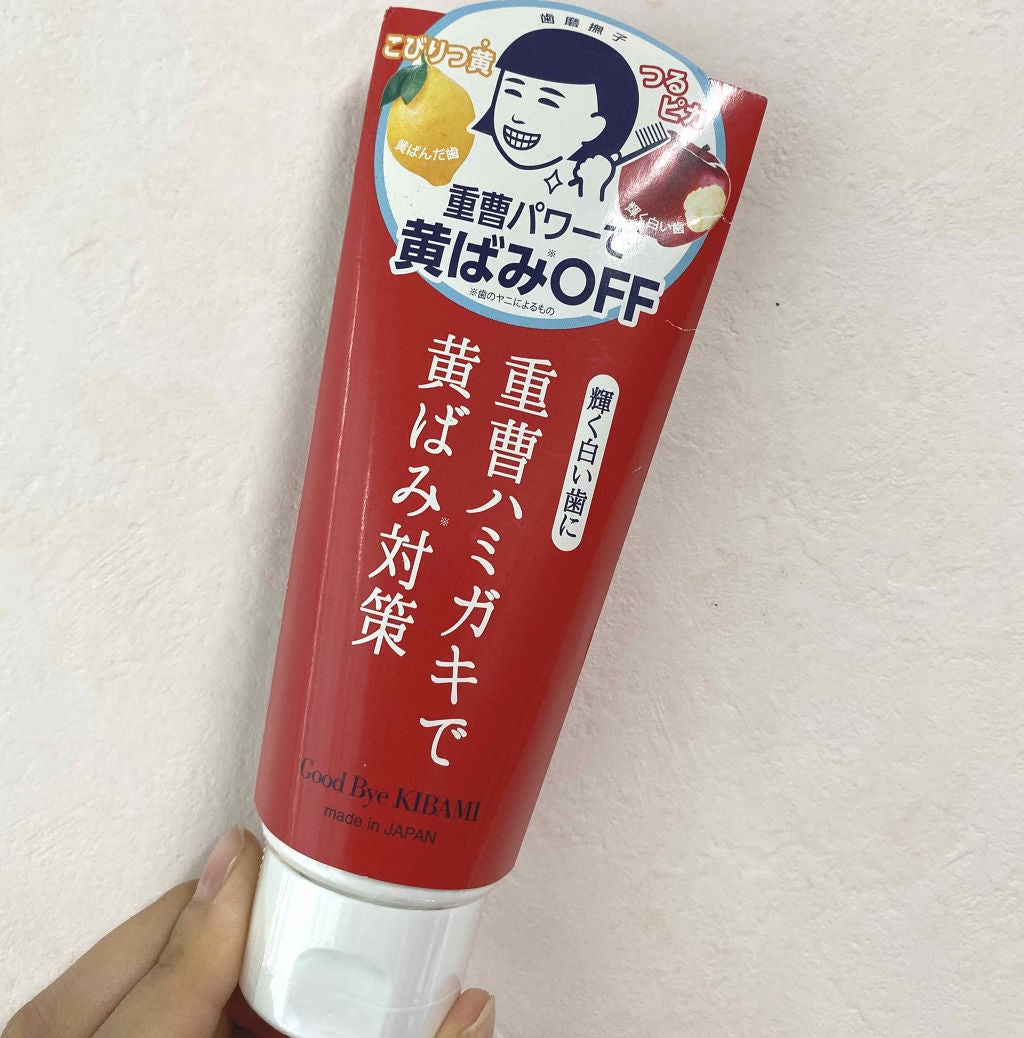 歯磨撫子
こびりつ黄
つる
ピカ
黄ばんだ歯
輝く白い歯
重曹パワーで
黄ばみ※OFF
※歯のヤニによるもの
輝く白い歯に
重曹ハミガキで
黄ばみ※対策
Good Bye KIBAMI
made in JAPAN